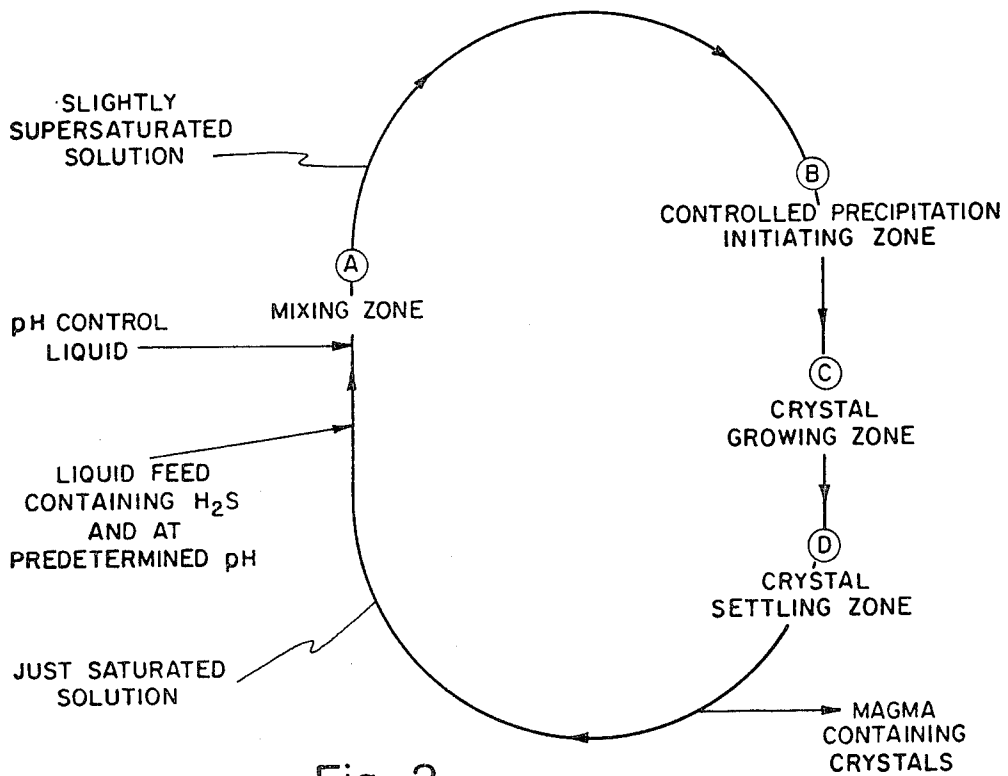 SLIGHTLY
SUPERSATURATED
SOLUTION
B
CONTROLLED PRECIPITATION
INITIATING ZONE
A
MIXING ZONE
pH CONTROL
LIQUID
C
CRYSTAL
GROWING ZONE
LIQUID FEED
CONTAINING H₂S
AND AT
PREDETERMINED pH
D
CRYSTAL
SETTLING ZONE
JUST SATURATED
SOLUTION
MAGMA
CONTAINING
CRYSTALS